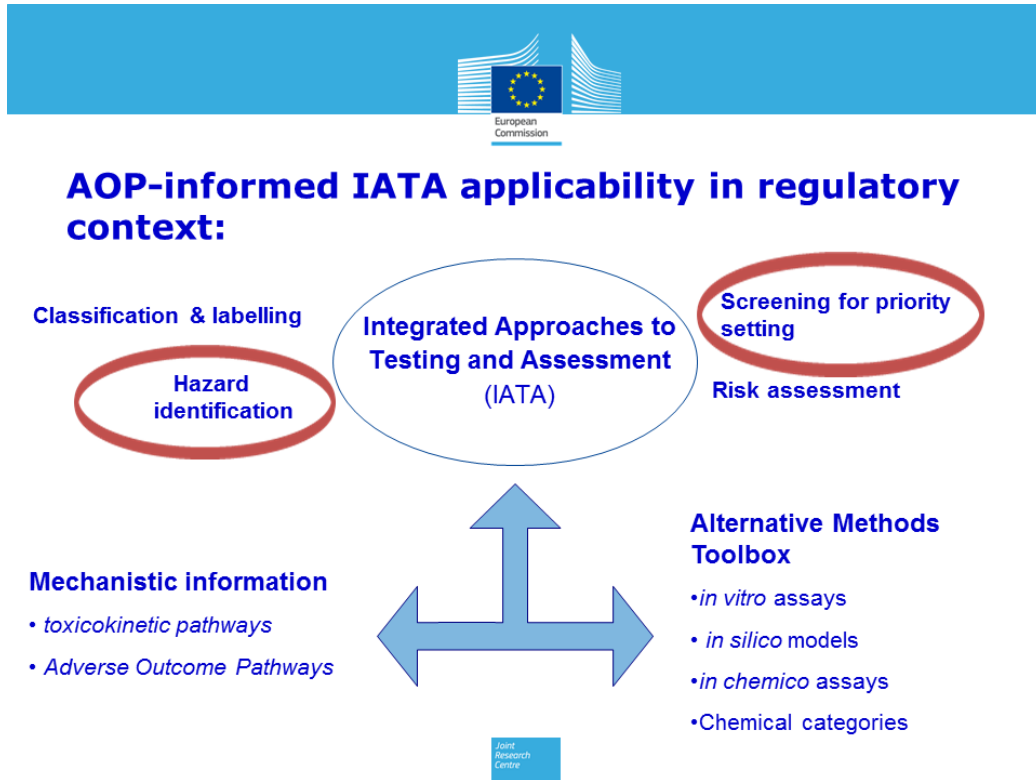 European
Commission
AOP-informed IATA applicability in regulatory
context:
Classification & labelling
Hazard
identification
Integrated Approaches to
Testing and Assessment
(IATA)
Screening for priority
setting
Risk assessment
Mechanistic information
• toxicokinetic pathways
• Adverse Outcome Pathways
Alternative Methods
Toolbox
•in vitro assays
• in silico models
•in chemico assays
•Chemical categories
Joint
Research
Centre